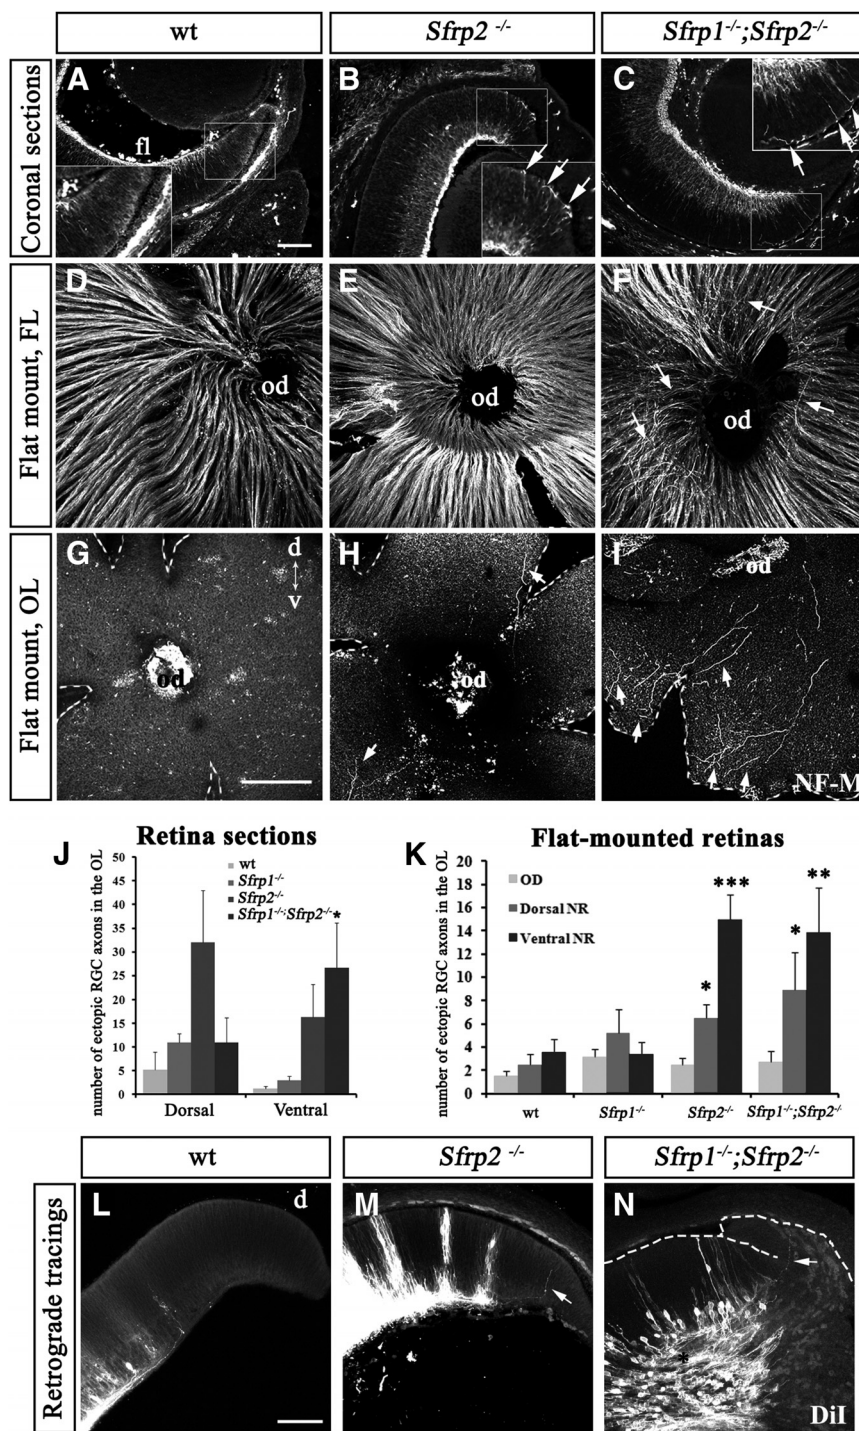 wt
Sfrp2 -/-
Sfrp1-/-;Sfrp2-/-
Coronal sections
A
fl
B
C
Flat mount, FL
D
od
E
od
F
od
Flat mount, OL
G
d
v
od
H
od
I
od
NF-M
J
Retina sections
number of ectopic RGC axons in the OL
50
45
40
35
30
25
20
15
10
5
0
wt
Sfrp1-/-
Sfrp2-/-
Sfrp1-/-;Sfrp2-/-
*
Dorsal
Ventral
K
Flat-mounted retinas
number of ectopic RGC axons in the OL
20
18
16
14
12
10
8
6
4
2
0
OD
Dorsal NR
Ventral NR
*
***
*
**
wt
Sfrp1-/-
Sfrp2-/-
Sfrp1-/-;Sfrp2-/-
wt
Sfrp2 -/-
Sfrp1-/-;Sfrp2-/-
Retrograde tracings
L
d
M
N
*
DiI